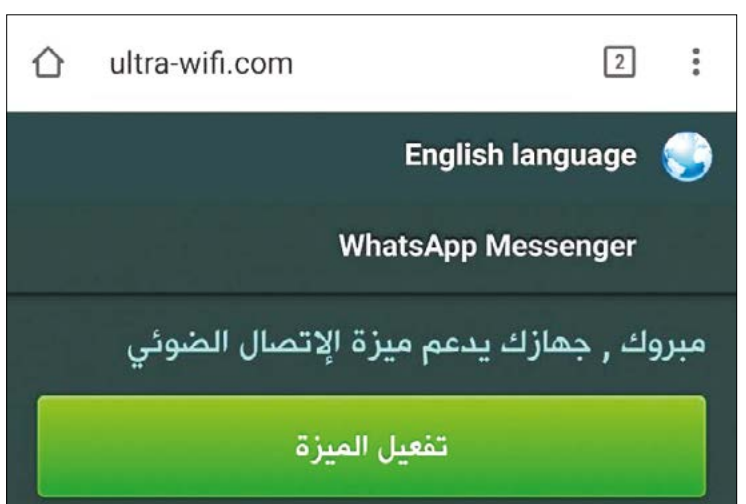 ultra-wifi.com 2
English language
WhatsApp Messenger
مبروك , جهازك يدعم ميزة الإتصال الضوئي
تفعيل الميزة